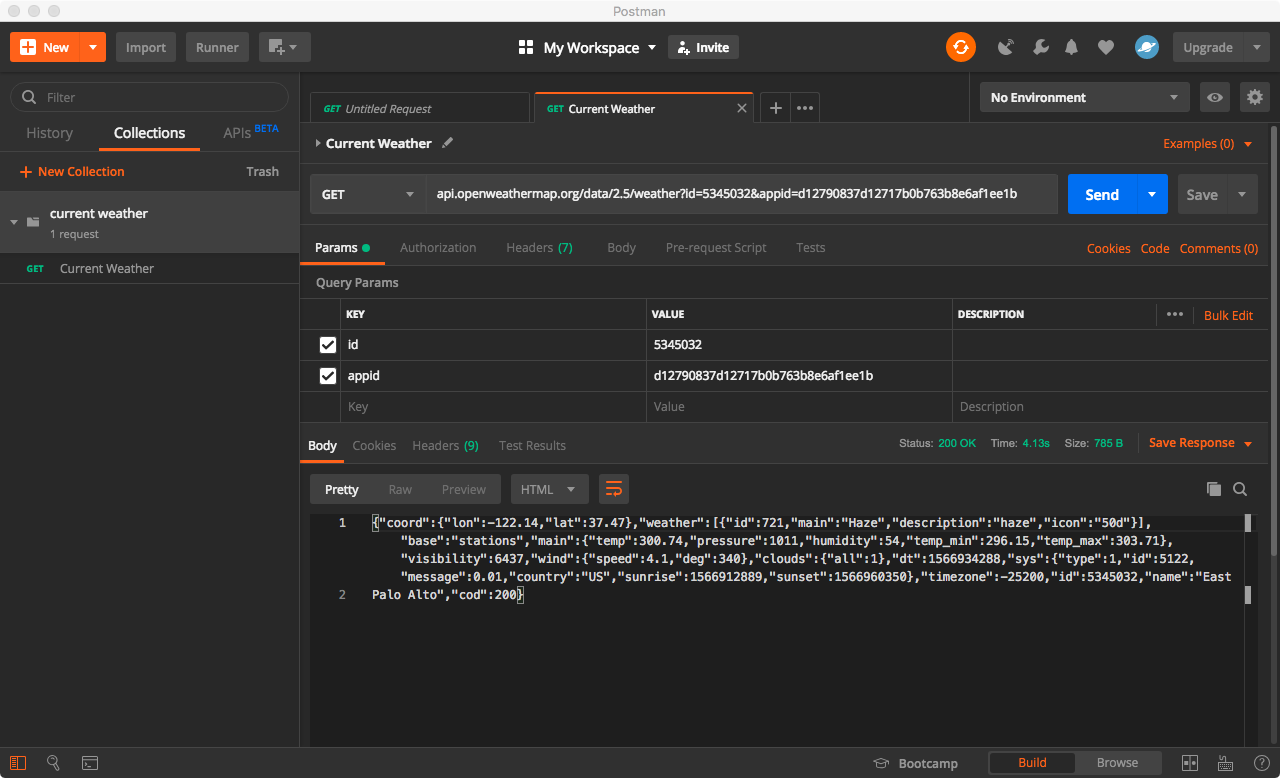 Postman
New Import Runner My Workspace Invite Upgrade
Filter
History Collections APIs BETA
New Collection Trash
current weather
1 request
GET Current Weather
GET Untitled Request GET Current Weather No Environment
Current Weather Examples (0)
GET api.openweathermap.org/data/2.5/weather?id=5345032&appid=d12790837d12717b0b763b8e6af1ee1b Send Save
Params Authorization Headers (7) Body Pre-request Script Tests Cookies Code Comments (0)
Query Params
KEY VALUE DESCRIPTION Bulk Edit
id 5345032
appid d12790837d12717b0b763b8e6af1ee1b
Key Value Description
Body Cookies Headers (9) Test Results Status: 200 OK Time: 4.13s Size: 785 B Save Response
Pretty Raw Preview HTML
1 {"coord":{"lon":-122.14,"lat":37.47},"weather":[{"id":721,"main":"Haze","description":"haze","icon":"50d"}],
"base":"stations","main":{"temp":300.74,"pressure":1011,"humidity":54,"temp_min":296.15,"temp_max":303.71},
"visibility":6437,"wind":{"speed":4.1,"deg":340},"clouds":{"all":1},"dt":1566934288,"sys":{"type":1,"id":5122,
"message":0.01,"country":"US","sunrise":1566912889,"sunset":1566960350},"timezone":-25200,"id":5345032,"name":"East
2 Palo Alto","cod":200}
Bootcamp Build Browse